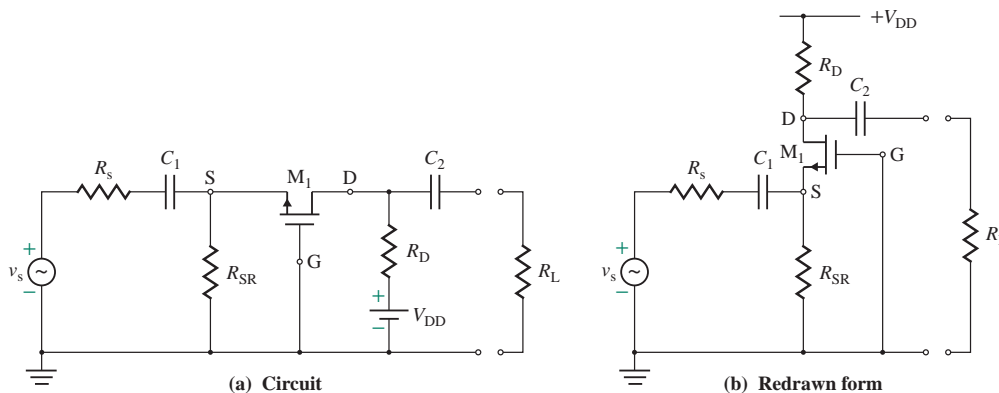 R_s
C_1
S
M_1
D
C_2
+
v_s
~
−
R_SR
G
R_D
+
−
V_DD
R_L
(a) Circuit
+V_DD
R_D
C_2
D
M_1
G
R_s
C_1
S
+
v_s
~
−
R_SR
R
(b) Redrawn form